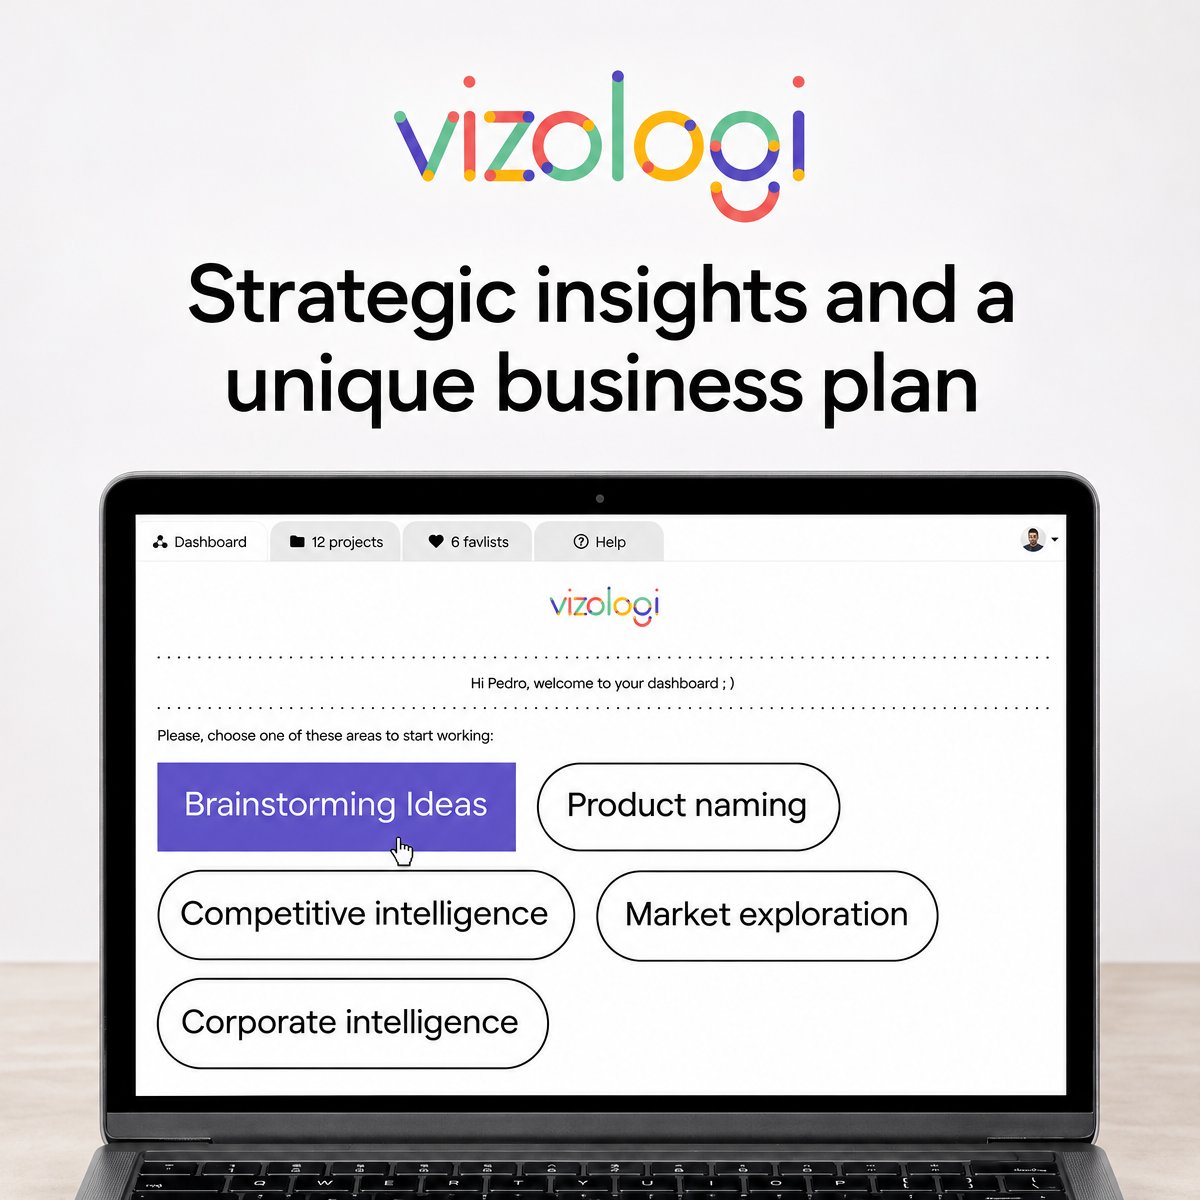 vizologi
Strategic insights and a
unique business plan
Dashboard
12 projects
6 favlists
Help
vizologi
Hi Pedro, welcome to your dashboard ; )
Please, choose one of these areas to start working:
Brainstorming Ideas
Product naming
Competitive intelligence
Market exploration
Corporate intelligence
Q W E R T Y U I O P